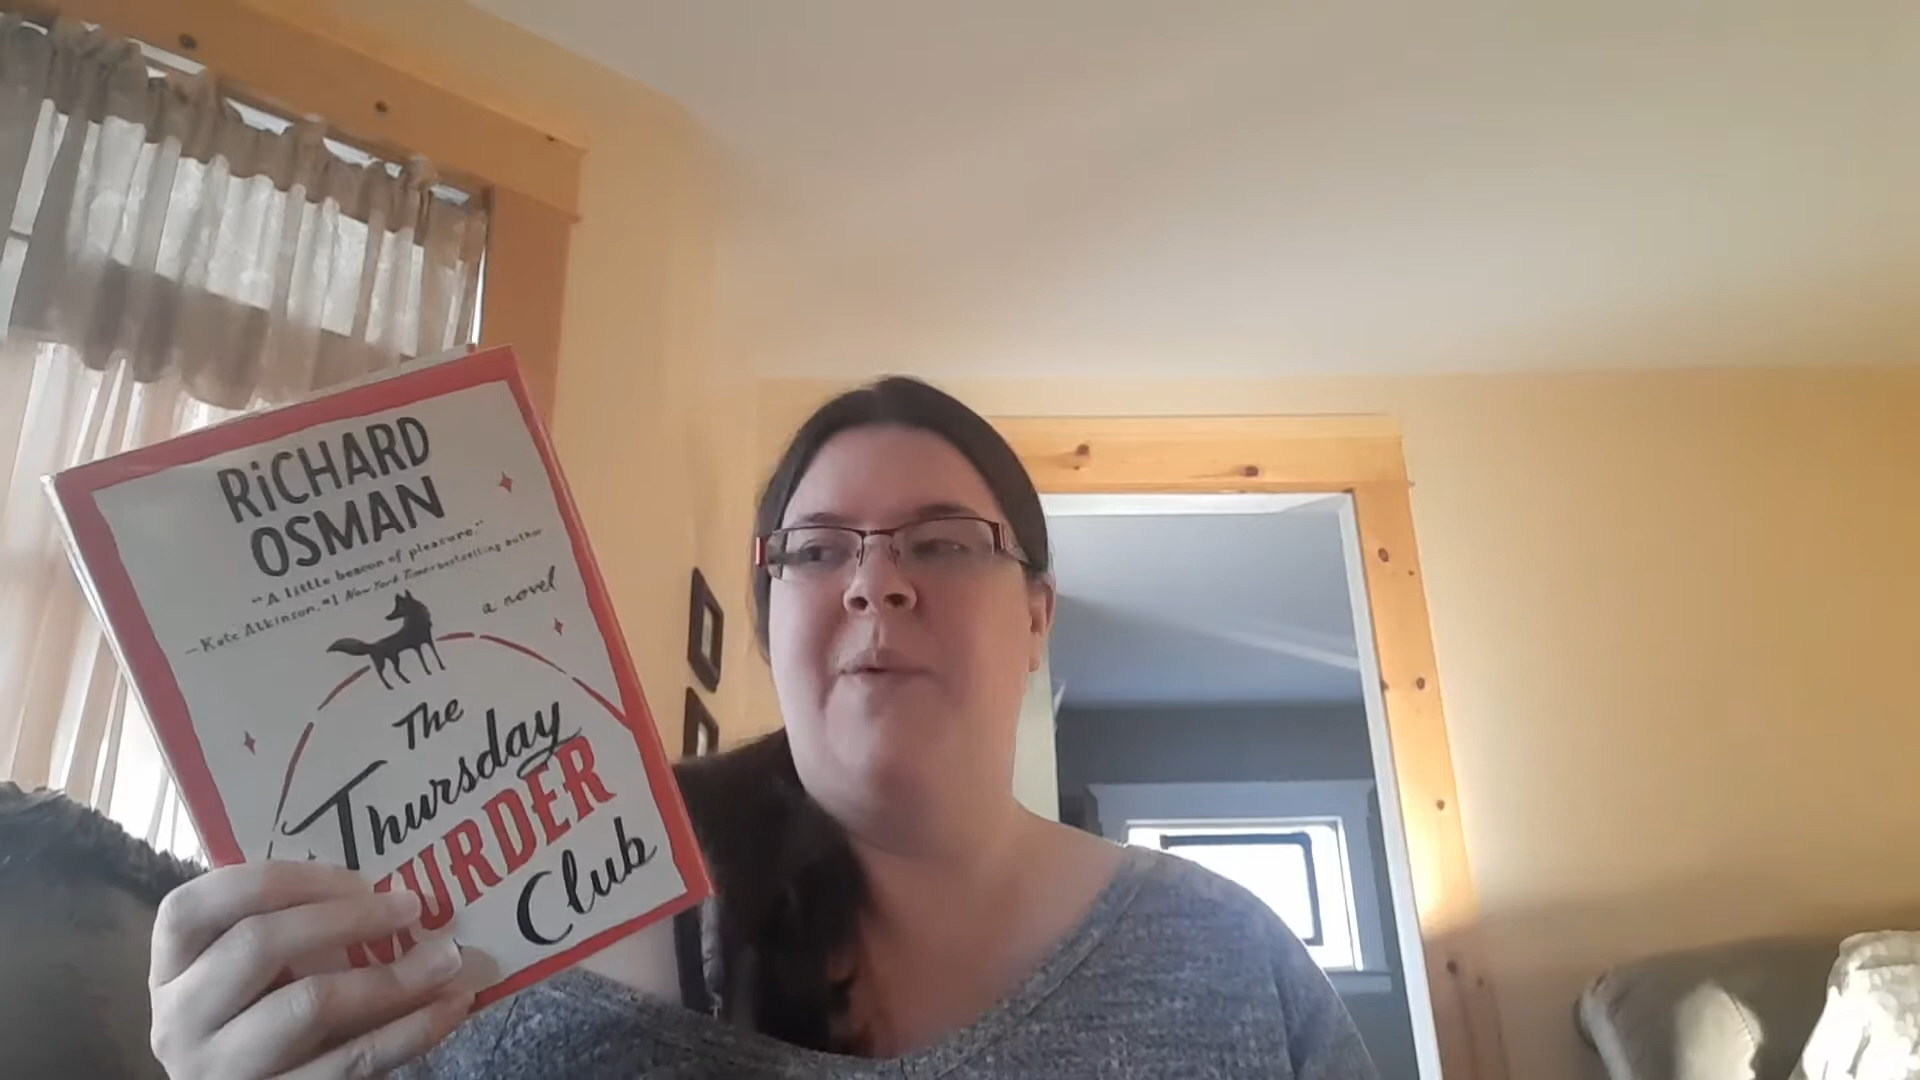 RiCHARD
OSMAN
"A little beacon of pleasure."
—Kate Atkinson, #1 New York Times bestselling author
a novel
The
Thursday
MURDER
Club